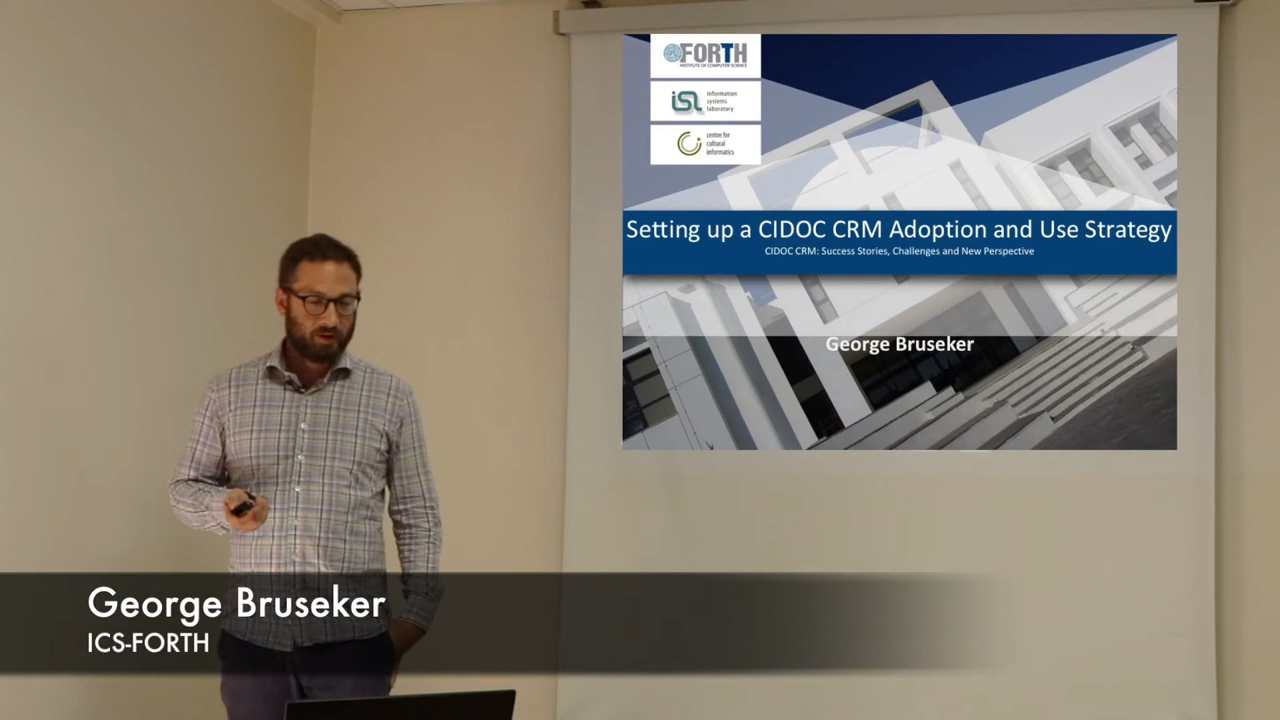 FORTH
INSTITUTE OF COMPUTER SCIENCE
isl
information
systems
laboratory
centre for
cultural
informatics
Setting up a CIDOC CRM Adoption and Use Strategy
CIDOC CRM: Success Stories, Challenges and New Perspective
George Bruseker
George Bruseker
ICS-FORTH